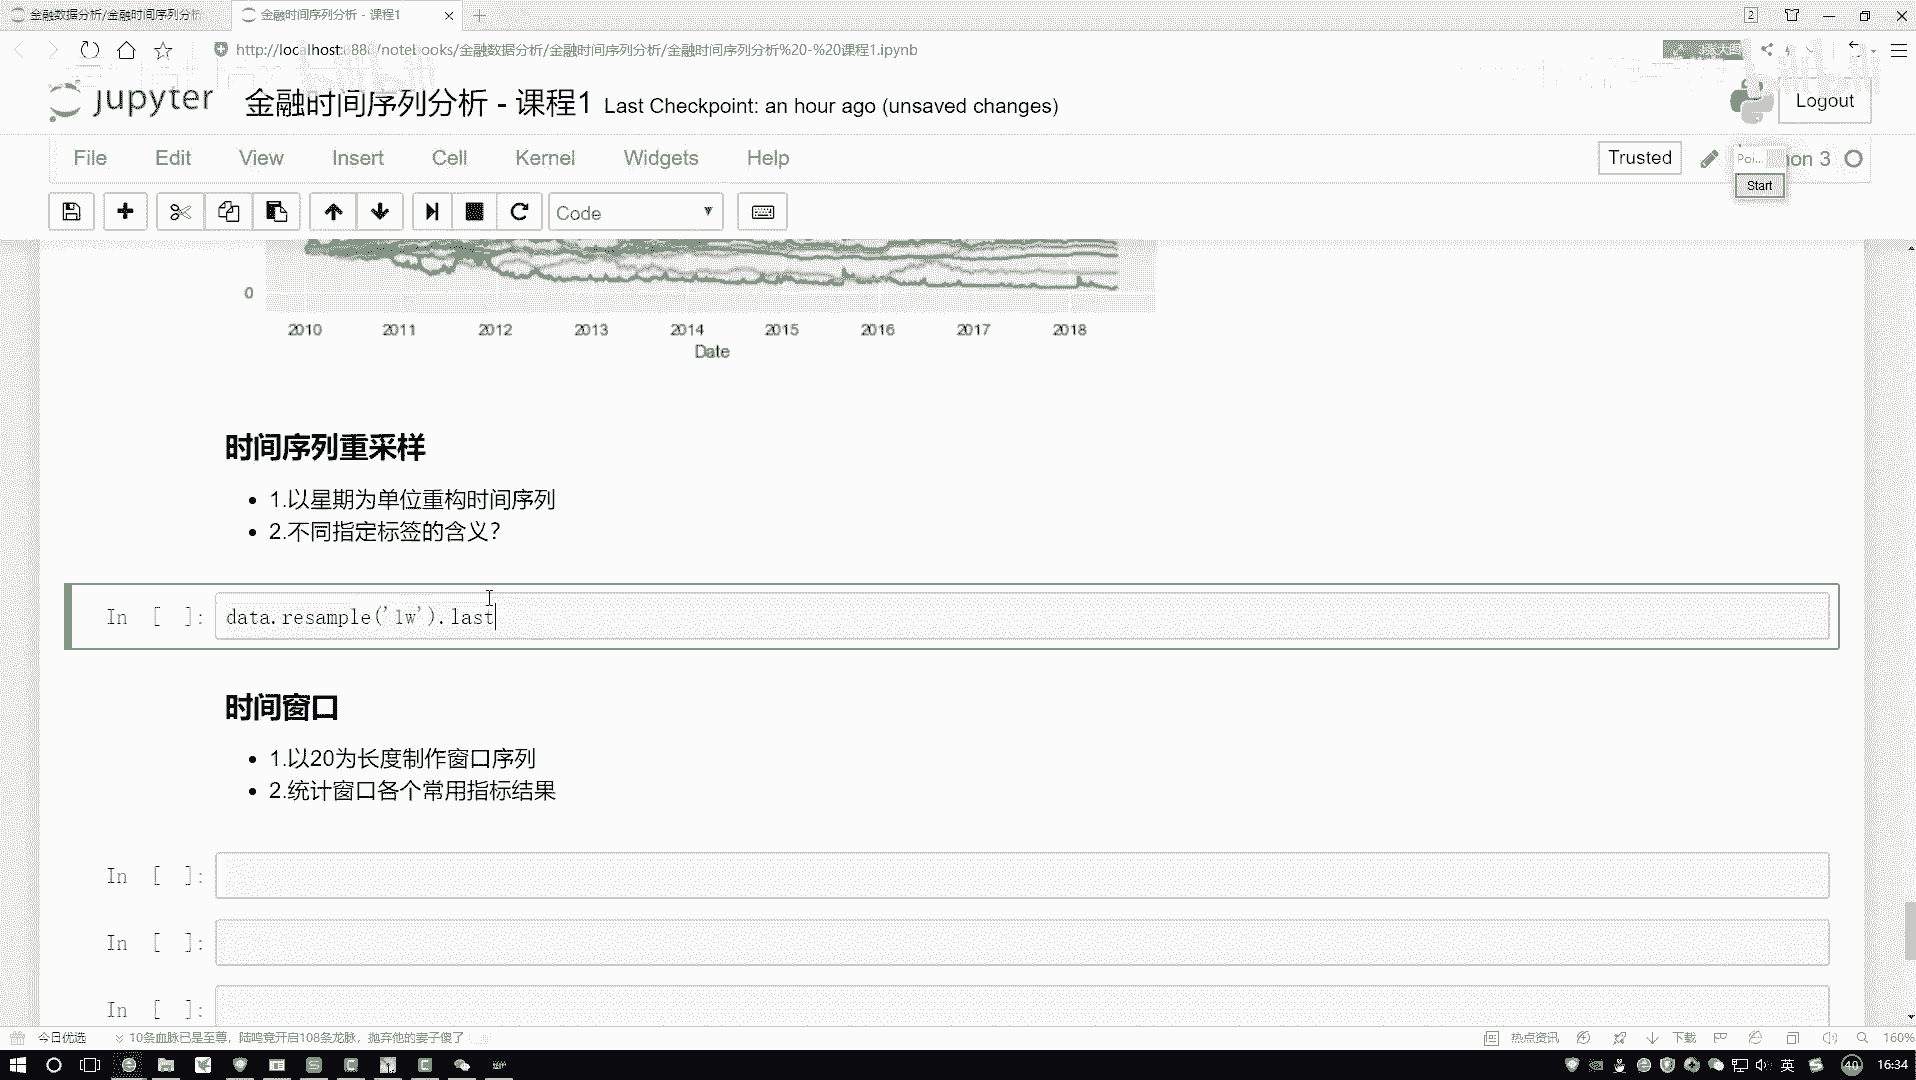 金融数据分析/金融时间序列分析
金融时间序列分析 - 课程1
2
http://localhost:888/notebooks/金融数据分析/金融时间序列分析/金融时间序列分析%20-%20课程1.ipynb
jupyter
金融时间序列分析 - 课程1
Last Checkpoint: an hour ago (unsaved changes)
Logout
File
Edit
View
Insert
Cell
Kernel
Widgets
Help
Trusted
Poi...
hon 3
Start
Code
0
2010 2011 2012 2013 2014 2015 2016 2017 2018
Date
时间序列重采样
1.以星期为单位重构时间序列
2.不同指定标签的含义?
In [ ]: data.resample('1w').last
时间窗口
1.以20为长度制作窗口序列
2.统计窗口各个常用指标结果
In [ ]:
In [ ]:
In [ ]:
今日优选
10条血脉已是至尊，陆鸣竟开启108条龙脉，抛弃他的妻子傻了
热点资讯
下载
160%
英
40
16:34